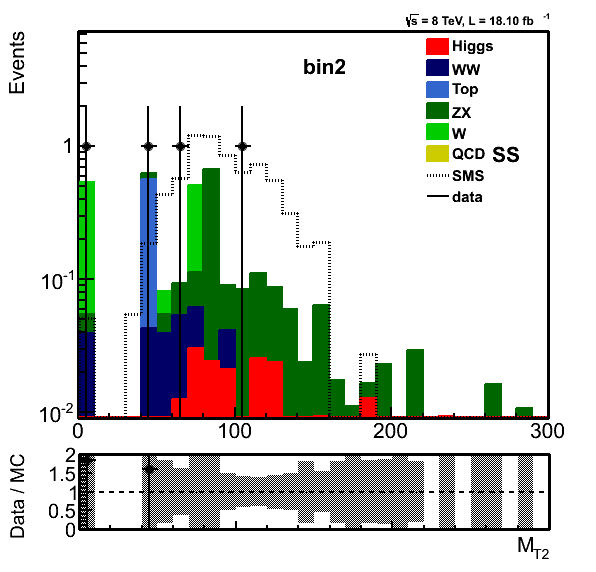 √s = 8 TeV, L = 18.10 fb⁻¹
Events
bin2
Higgs
WW
Top
ZX
W
QCD SS
SMS
data
1
10⁻¹
10⁻²
0 100 200 300
Data / MC
2
1.5
1
0.5
0
M_T2